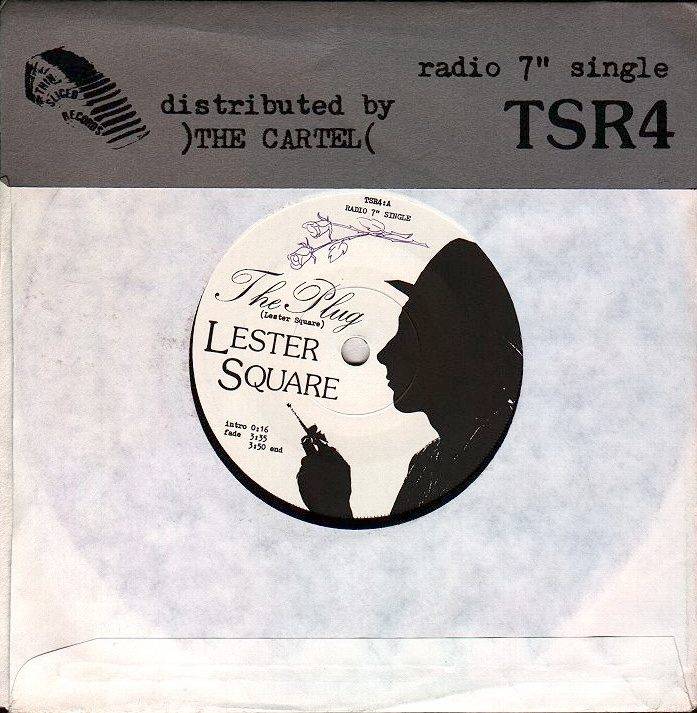 THIN
SLICED
RECORDS
radio 7" single
distributed by
)THE CARTEL(
TSR4
TSR4:A
RADIO 7" SINGLE
The Plug
(Lester Square)
LESTER
SQUARE
intro 0:16
fade 3:35
3:50 end